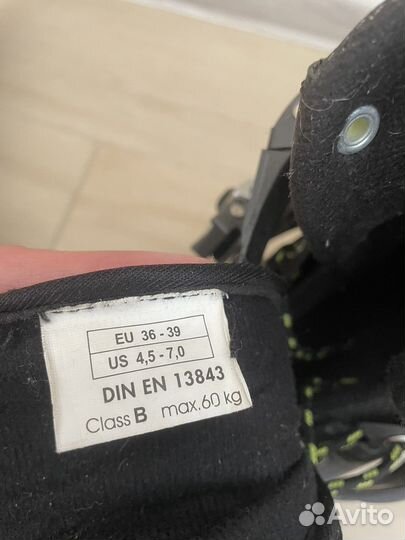 EU 36 - 39
US 4,5 - 7,0
DIN EN 13843
Class B max. 60 kg
Avito